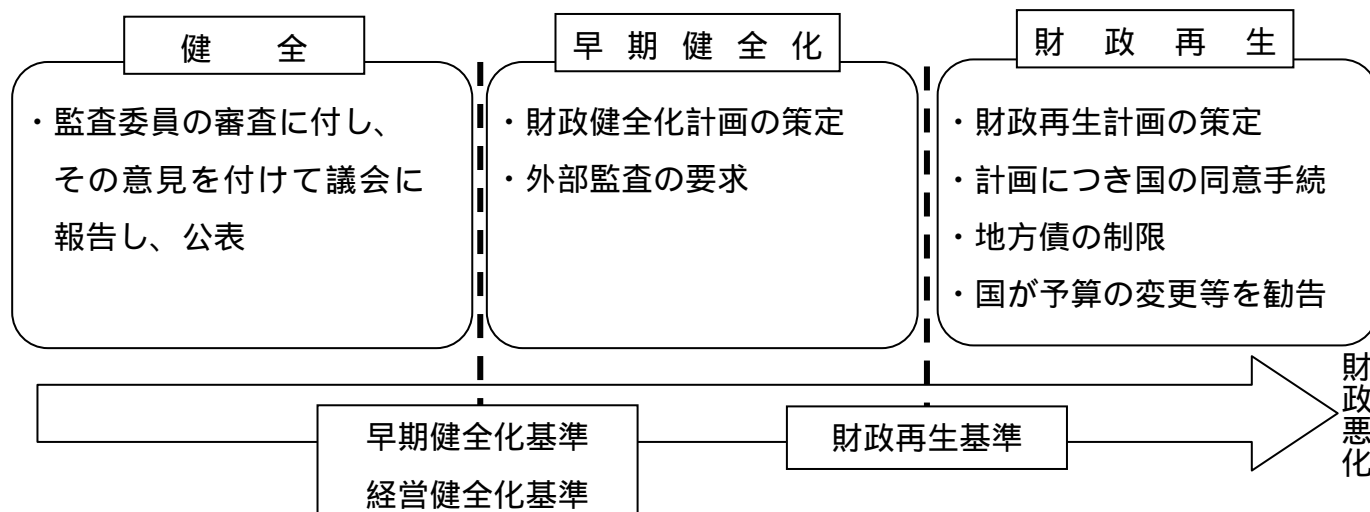 健全
・監査委員の審査に付し、
その意見を付けて議会に
報告し、公表
早期健全化
・財政健全化計画の策定
・外部監査の要求
財政再生
・財政再生計画の策定
・計画につき国の同意手続
・地方債の制限
・国が予算の変更等を勧告
早期健全化基準
経営健全化基準
財政再生基準
財政悪化